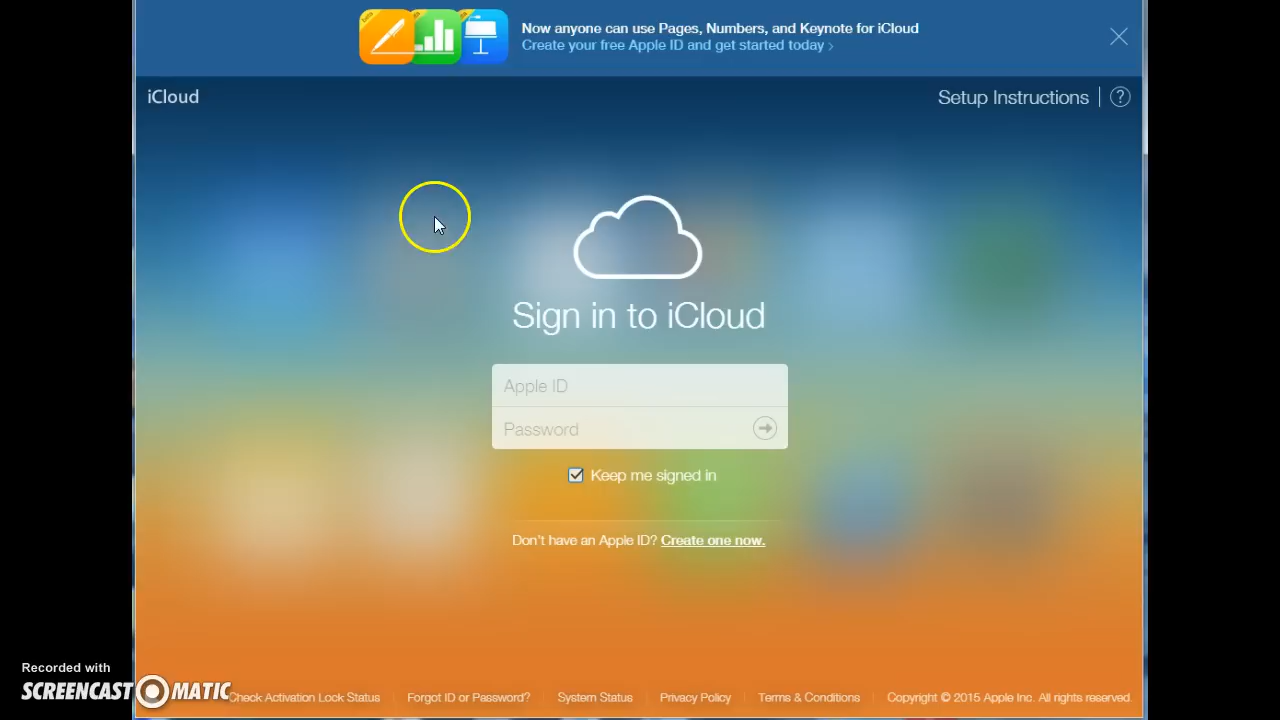 Now anyone can use Pages, Numbers, and Keynote for iCloud
Create your free Apple ID and get started today ›
iCloud
Setup Instructions | ?
Sign in to iCloud
Apple ID
Password
Keep me signed in
Don't have an Apple ID? Create one now.
Recorded with
SCREENCAST MATIC
Check Activation Lock Status
Forgot ID or Password?
System Status
Privacy Policy
Terms & Conditions
Copyright © 2015 Apple Inc. All rights reserved.